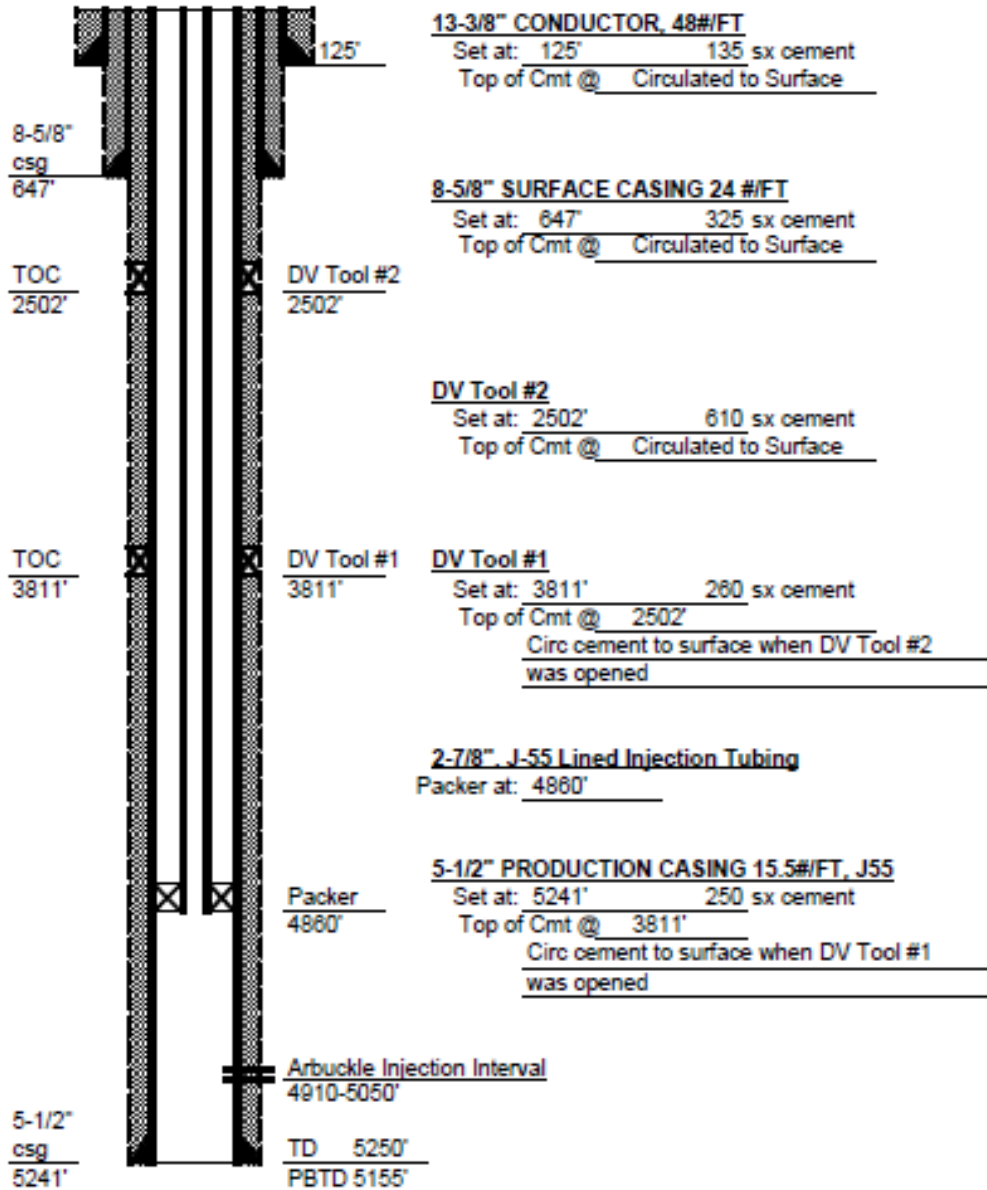 13-3/8" CONDUCTOR, 48#/FT
125'
Set at: 125' 135 sx cement
Top of Cmt @ Circulated to Surface
8-5/8"
csg
647'
8-5/8" SURFACE CASING 24 #/FT
Set at: 647' 325 sx cement
Top of Cmt @ Circulated to Surface
TOC
2502'
DV Tool #2
2502'
DV Tool #2
Set at: 2502' 610 sx cement
Top of Cmt @ Circulated to Surface
TOC
3811'
DV Tool #1
3811'
DV Tool #1
Set at: 3811' 260 sx cement
Top of Cmt @ 2502'
Circ cement to surface when DV Tool #2
was opened
2-7/8", J-55 Lined Injection Tubing
Packer at: 4860'
5-1/2" PRODUCTION CASING 15.5#/FT, J55
Set at: 5241' 250 sx cement
Top of Cmt @ 3811'
Circ cement to surface when DV Tool #1
was opened
Packer
4860'
Arbuckle Injection Interval
4910-5050'
5-1/2"
csg
5241'
TD 5250'
PBTD 5155'